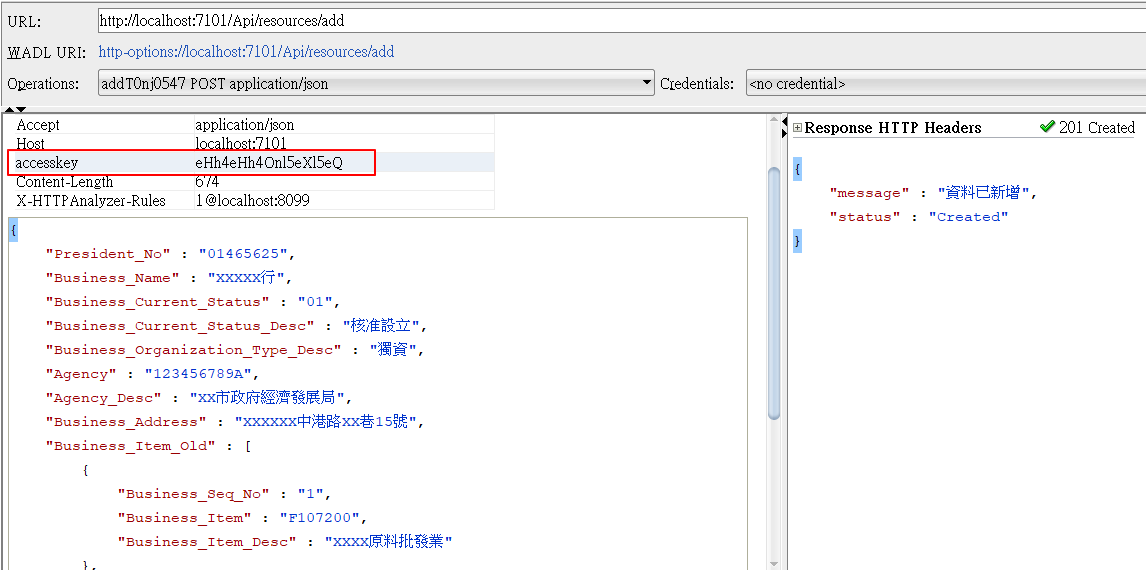 URL: http://localhost:7101/Api/resources/add
WADL URI: http-options://localhost:7101/Api/resources/add
Operations: addT0nj0547 POST application/json Credentials: <no credential>
Accept application/json
Host localhost:7101
accesskey eHh4eHh4Onl5eXl5eQ
Content-Length 674
X-HTTPAnalyzer-Rules 1@localhost:8099
{
"President_No" : "01465625",
"Business_Name" : "XXXXX行",
"Business_Current_Status" : "01",
"Business_Current_Status_Desc" : "核准設立",
"Business_Organization_Type_Desc" : "獨資",
"Agency" : "123456789A",
"Agency_Desc" : "XX市政府經濟發展局",
"Business_Address" : "XXXXXX中港路XX巷15號",
"Business_Item_Old" : [
{
"Business_Seq_No" : "1",
"Business_Item" : "F107200",
"Business_Item_Desc" : "XXXX原料批發業"
},
Response HTTP Headers 201 Created
{
"message" : "資料已新增",
"status" : "Created"
}